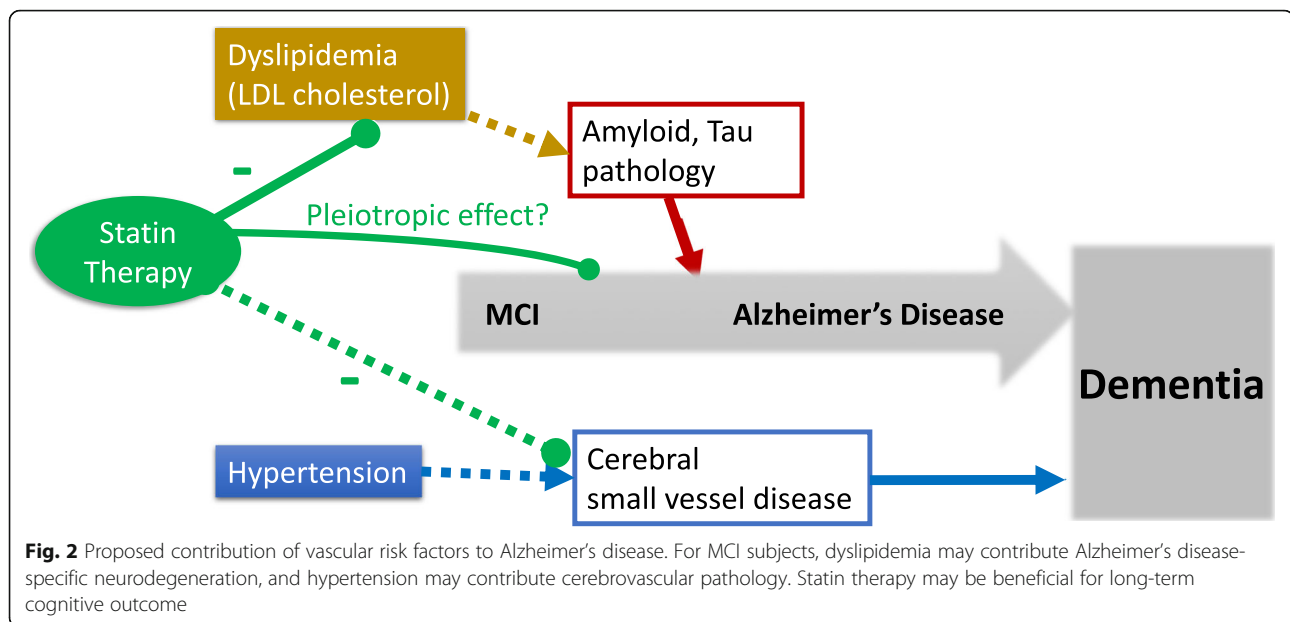 Dyslipidemia
(LDL cholesterol)
Amyloid, Tau
pathology
-
Pleiotropic effect?
Statin
Therapy
MCI
Alzheimer's Disease
Dementia
-
Hypertension
Cerebral
small vessel disease
Fig. 2 Proposed contribution of vascular risk factors to Alzheimer's disease. For MCI subjects, dyslipidemia may contribute Alzheimer's disease-
specific neurodegeneration, and hypertension may contribute cerebrovascular pathology. Statin therapy may be beneficial for long-term
cognitive outcome